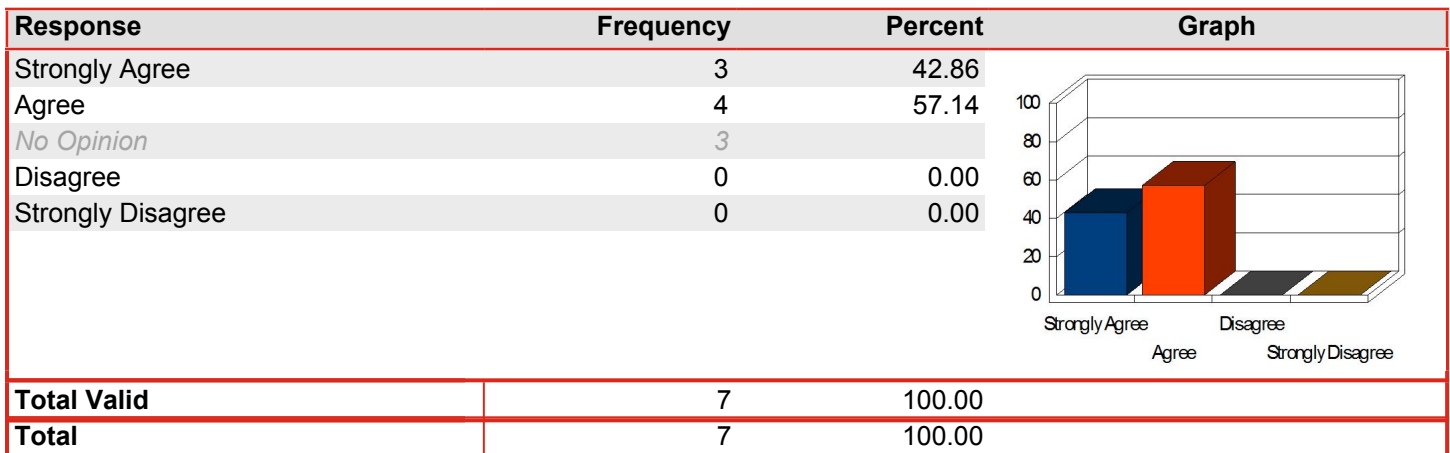 Response Frequency Percent Graph
Strongly Agree 3 42.86
Agree 4 57.14
No Opinion 3
Disagree 0 0.00
Strongly Disagree 0 0.00
100
80
60
40
20
0
Strongly Agree Disagree
Agree Strongly Disagree
Total Valid 7 100.00
Total 7 100.00